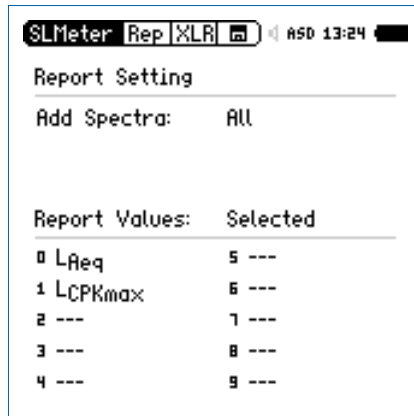 SLMeter Rep XLR ASD 13:24
Report Setting
Add Spectra: All
Report Values: Selected
0 LAeq 5 ---
1 LCPKmax 6 ---
2 --- 7 ---
3 --- 8 ---
4 --- 9 ---